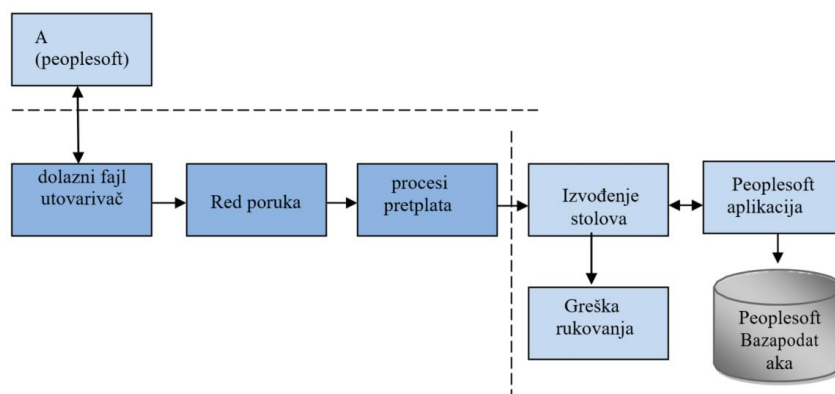 A
(peoplesoft)
dolazni fajl
utovarivač
Red poruka
procesi
pretplata
Izvođenje
stolova
Peoplesoft
aplikacija
Greška
rukovanja
Peoplesoft
Bazapodat
aka